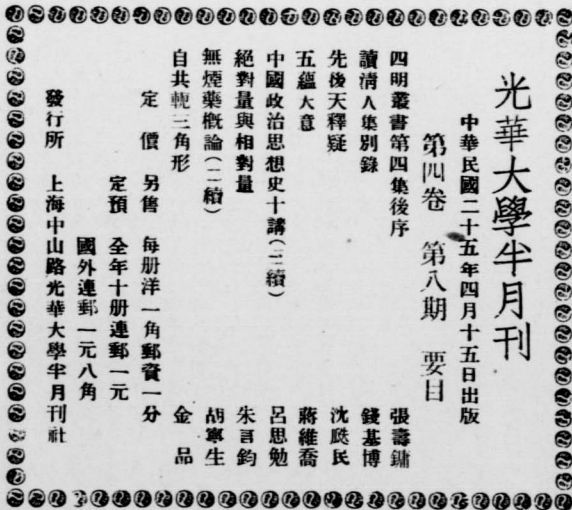 光華大學半月刊
中華民國二十五年四月十五日出版
第四卷 第八期 要目
四明叢書第四集後序 張壽鏞
讀清人集別錄 錢基博
先後天釋疑 沈瓞民
五蘊大意 蔣維喬
中國政治思想史十講(三續) 呂思勉
絕對量與相對量 朱言鈞
無煙藥概論(二續) 胡寧生
自共軛三角形 金品
定價 另售 每册洋一角郵資一分
定預 全年十册連郵一元
國外連郵一元八角
發行所 上海中山路光華大學半月刊社